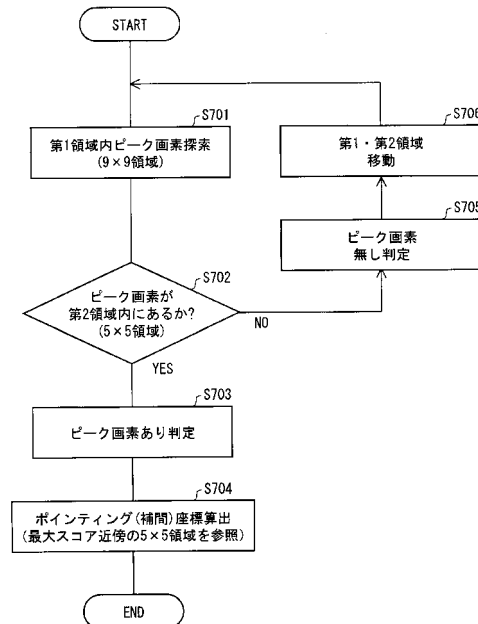 START
S701
第1領域内ピーク画素探索
(9×9領域)
S706
第1・第2領域
移動
S705
ピーク画素
無し判定
S702
ピーク画素が
第2領域内にあるか?
(5×5領域)
NO
YES
S703
ピーク画素あり判定
S704
ポインティング(補間)座標算出
(最大スコア近傍の5×5領域を参照)
END